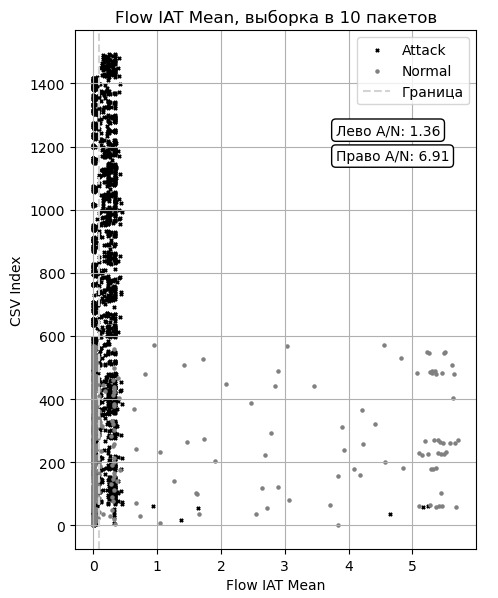 Flow IAT Mean, выборка в 10 пакетов
Attack
Normal
Граница
Лево A/N: 1.36
Право A/N: 6.91
1400
1200
1000
800
600
400
200
0
CSV Index
0 1 2 3 4 5
Flow IAT Mean